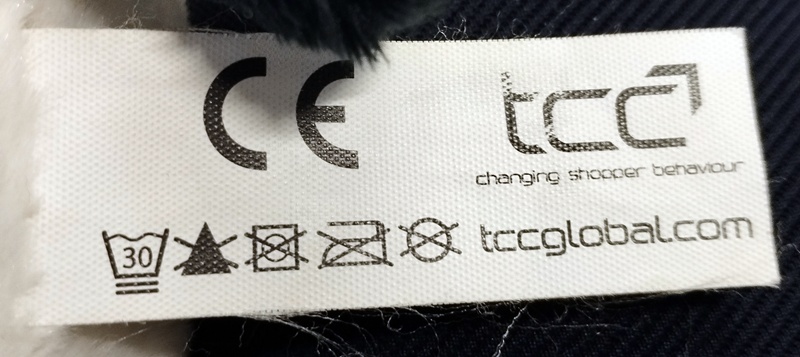 CE
tcc
changing shopper behaviour
30
tccglobal.com